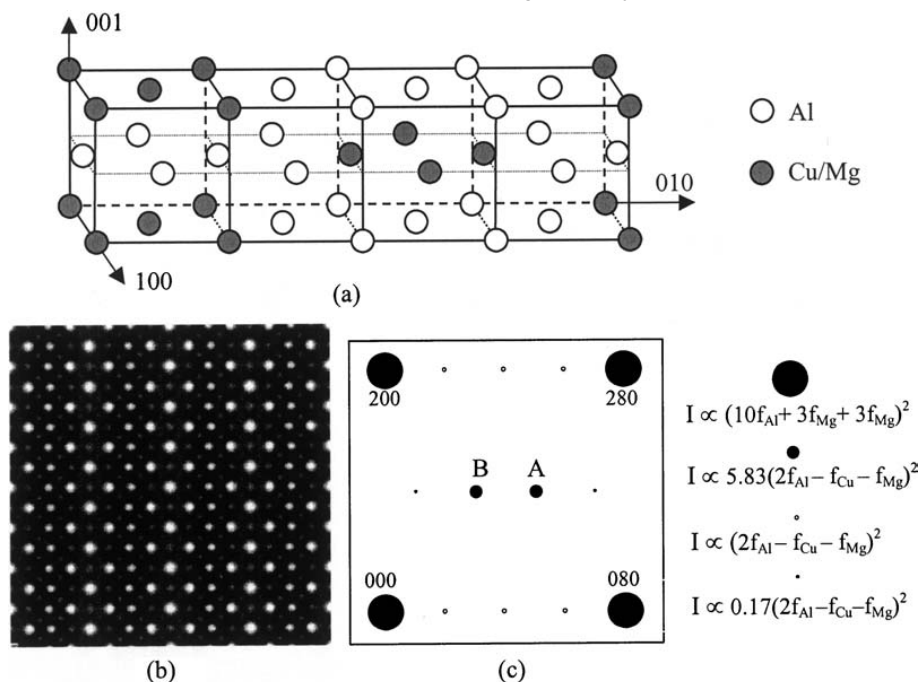 001
Al
Cu/Mg
010
100
(a)
200
280
B
A
000
080
(b)
(c)
I ∝ (10f_Al+ 3f_Mg+ 3f_Mg)²
I ∝ 5.83(2f_Al– f_Cu – f_Mg)²
I ∝ (2f_Al– f_Cu – f_Mg)²
I ∝ 0.17(2f_Al–f_Cu–f_Mg)²